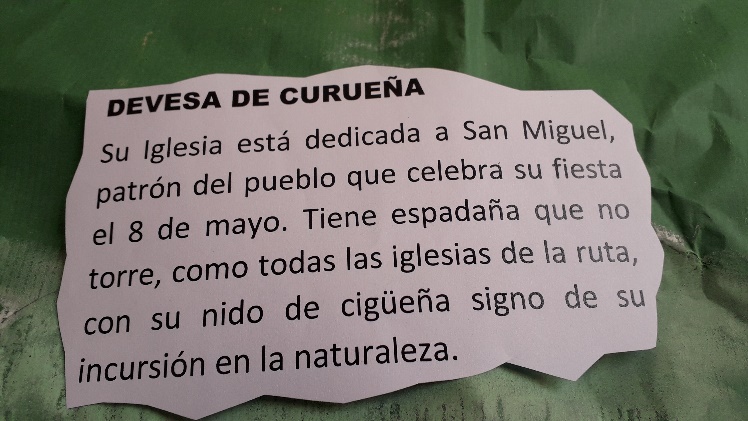 DEVESA DE CURUEÑA
Su Iglesia está dedicada a San Miguel,
patrón del pueblo que celebra su fiesta
el 8 de mayo. Tiene espadaña que no
torre, como todas las iglesias de la ruta,
con su nido de cigüeña signo de su
incursión en la naturaleza.